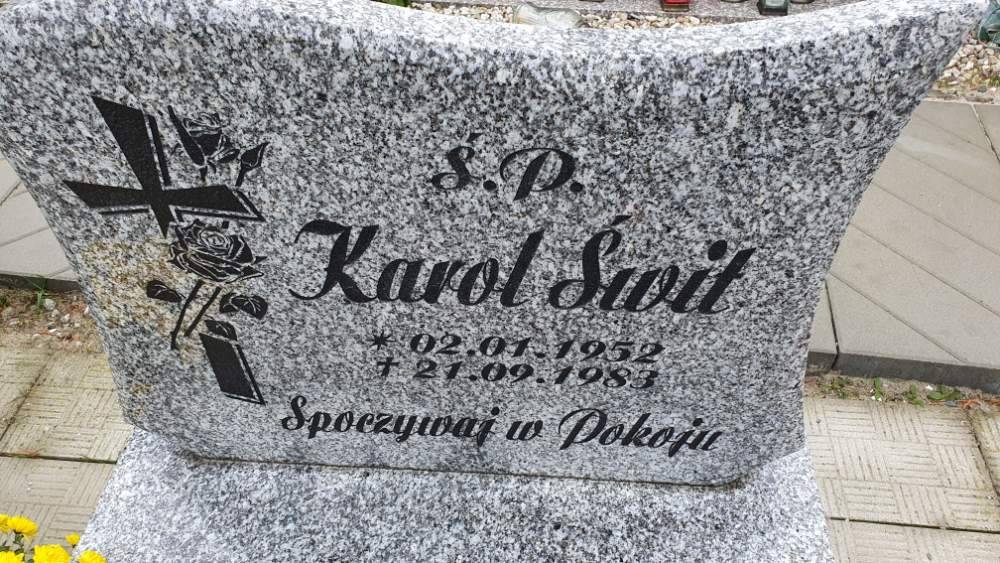 Ś.P.
Karol Świt
* 02.01.1952
† 21.09.1983
Spoczywaj w Pokoju